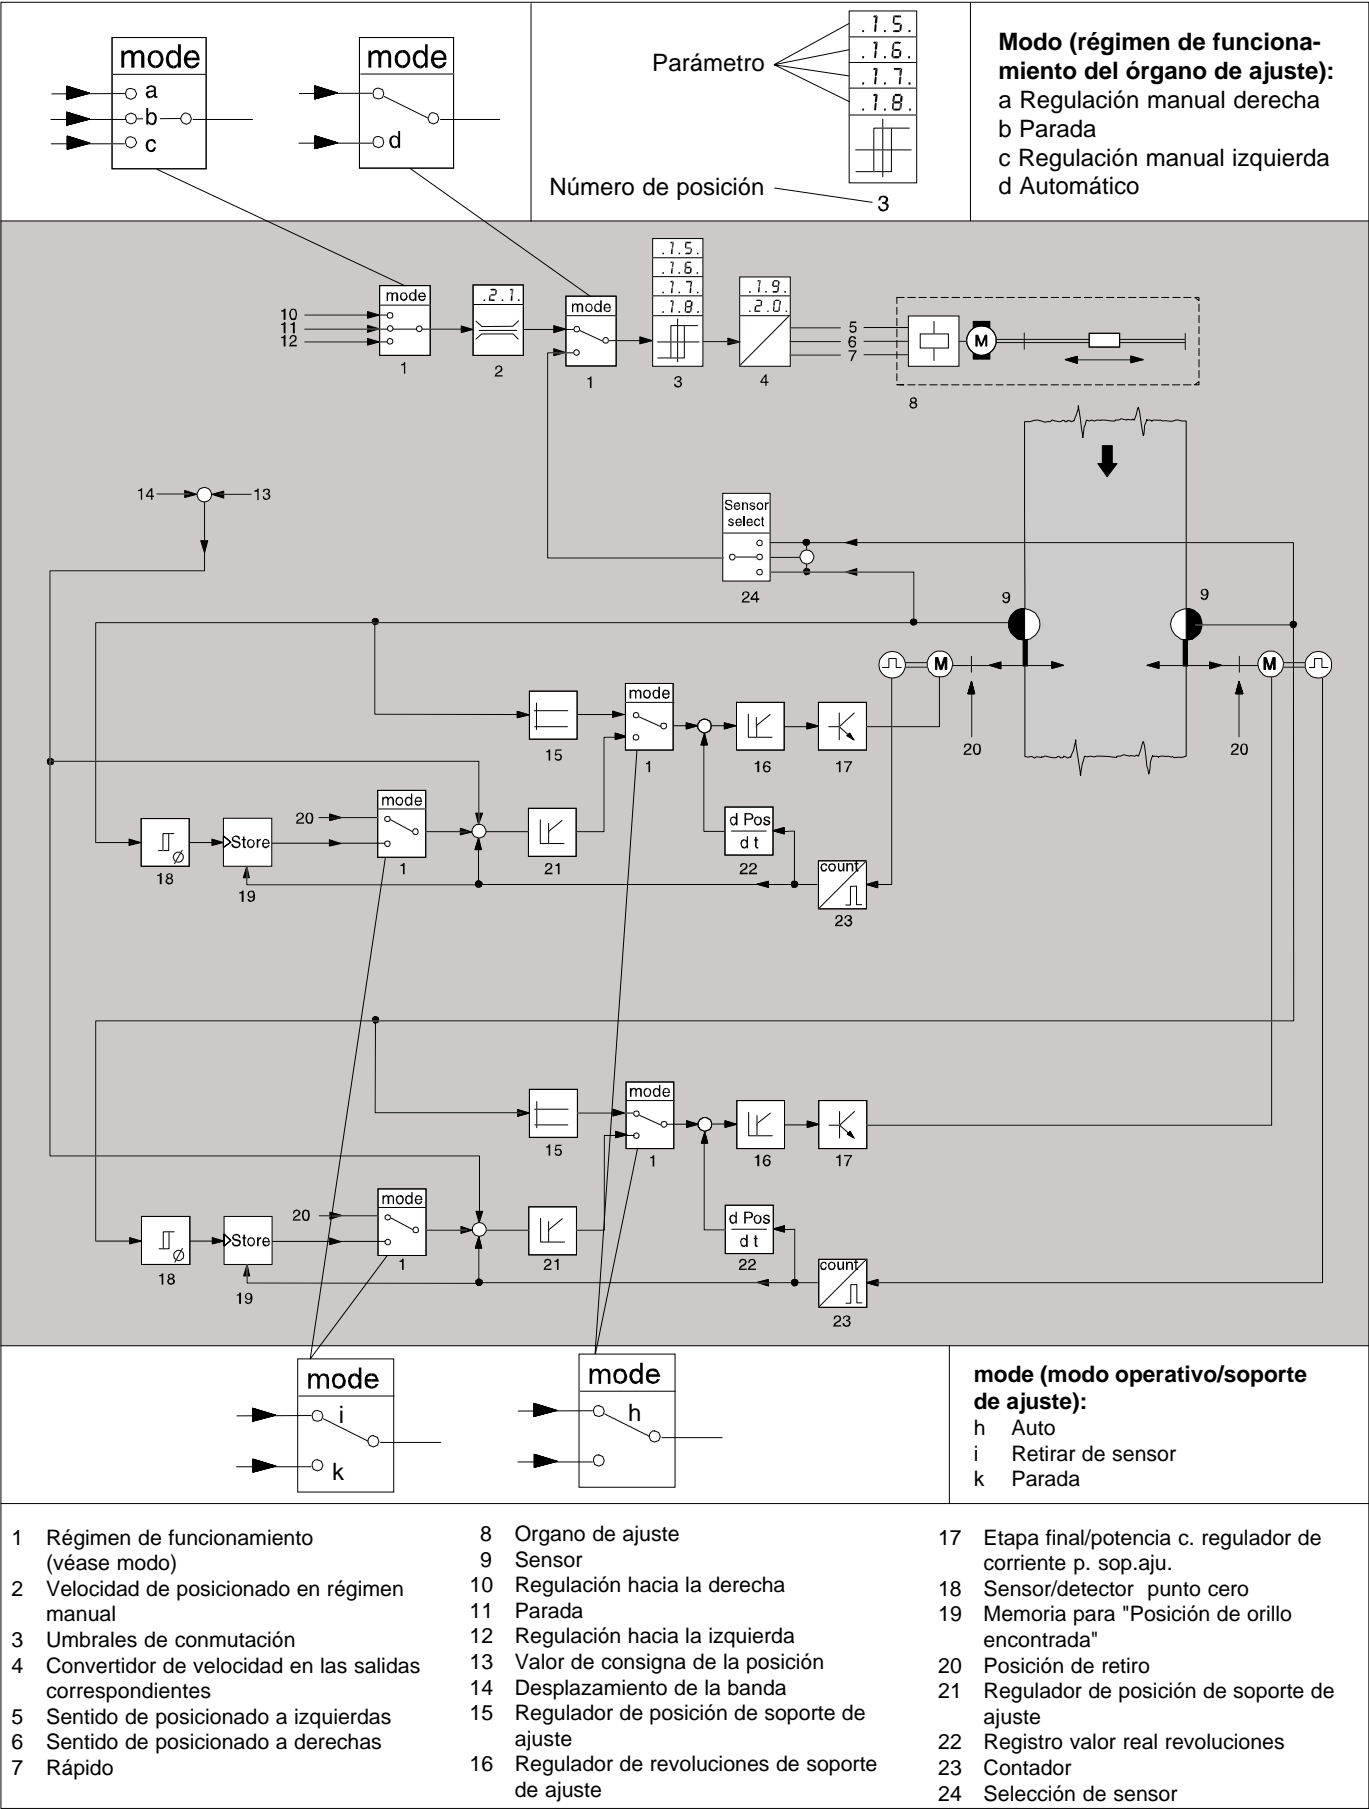 mode
a
b
c
mode
d
Parámetro
.1.5.
.1.6.
.1.7.
.1.8.
Número de posición
3
Modo (régimen de funciona-
miento del órgano de ajuste):
a Regulación manual derecha
b Parada
c Regulación manual izquierda
d Automático
mode
10
11
12
1
.2.1.
2
mode
1
.1.5.
.1.6.
.1.7.
.1.8.
3
.1.9.
.2.0.
4
5
6
7
M
8
14
13
Sensor
select
24
9
9
M
M
20
20
15
mode
1
16
17
20
mode
1
18
Store
19
21
d Pos
d t
22
count
23
15
mode
1
16
17
20
mode
1
18
Store
19
21
d Pos
d t
22
count
23
mode
i
k
mode
h
mode (modo operativo/soporte
de ajuste):
h Auto
i Retirar de sensor
k Parada
1 Régimen de funcionamiento
(véase modo)
2 Velocidad de posicionado en régimen
manual
3 Umbrales de conmutación
4 Convertidor de velocidad en las salidas
correspondientes
5 Sentido de posicionado a izquierdas
6 Sentido de posicionado a derechas
7 Rápido
8 Organo de ajuste
9 Sensor
10 Regulación hacia la derecha
11 Parada
12 Regulación hacia la izquierda
13 Valor de consigna de la posición
14 Desplazamiento de la banda
15 Regulador de posición de soporte de
ajuste
16 Regulador de revoluciones de soporte
de ajuste
17 Etapa final/potencia c. regulador de
corriente p. sop.aju.
18 Sensor/detector punto cero
19 Memoria para "Posición de orillo
encontrada"
20 Posición de retiro
21 Regulador de posición de soporte de
ajuste
22 Registro valor real revoluciones
23 Contador
24 Selección de sensor